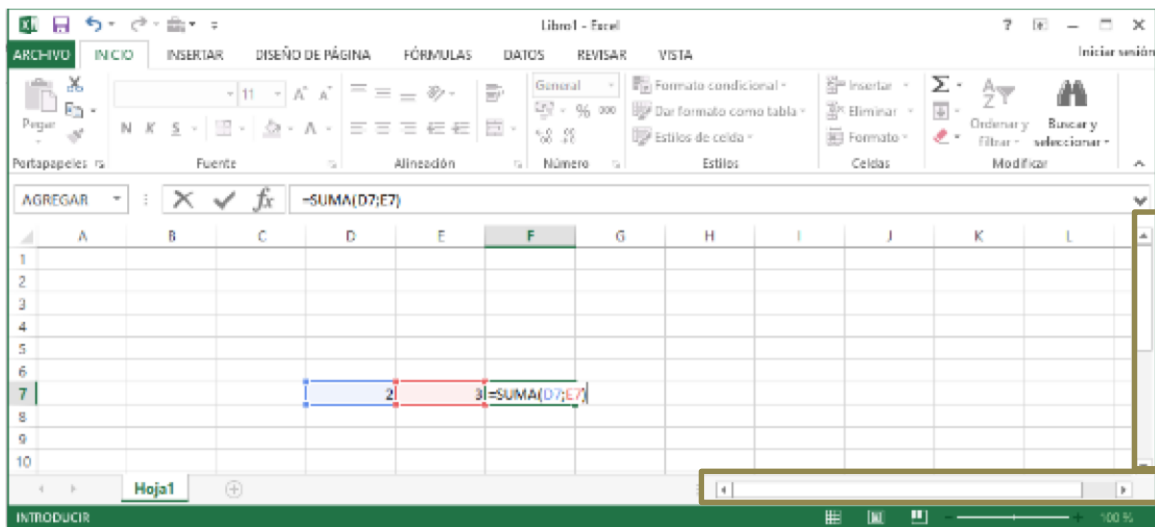 Libro1 - Excel
ARCHIVO INICIO INSERTAR DISEÑO DE PÁGINA FÓRMULAS DATOS REVISAR VISTA Iniciar sesión
11 A A General Formato condicional Insertar Σ A Z
% 000 Dar formato como tabla Eliminar Ordenar y Buscar y
Pegar N K S A Estilos de celda Formato filtrar seleccionar
Portapapeles Fuente Alineación Número Estilos Celdas Modificar
AGREGAR fx =SUMA(D7;E7)
A B C D E F G H I J K L
1
2
3
4
5
6
7 2 3 =SUMA(D7;E7)
8
9
10
Hoja1
INTRODUCIR 100 %